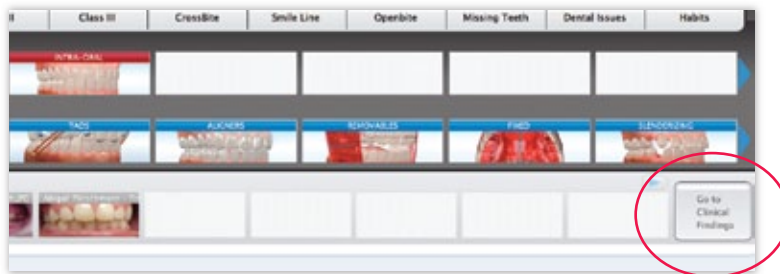 Class III CrossBite Smile Line Openbite Missing Teeth Dental Issues Habits
INTRA-ORAL
TADS ALIGNERS REMOVABLES FIXED SLENDERIZING
Go to
Clinical
Findings